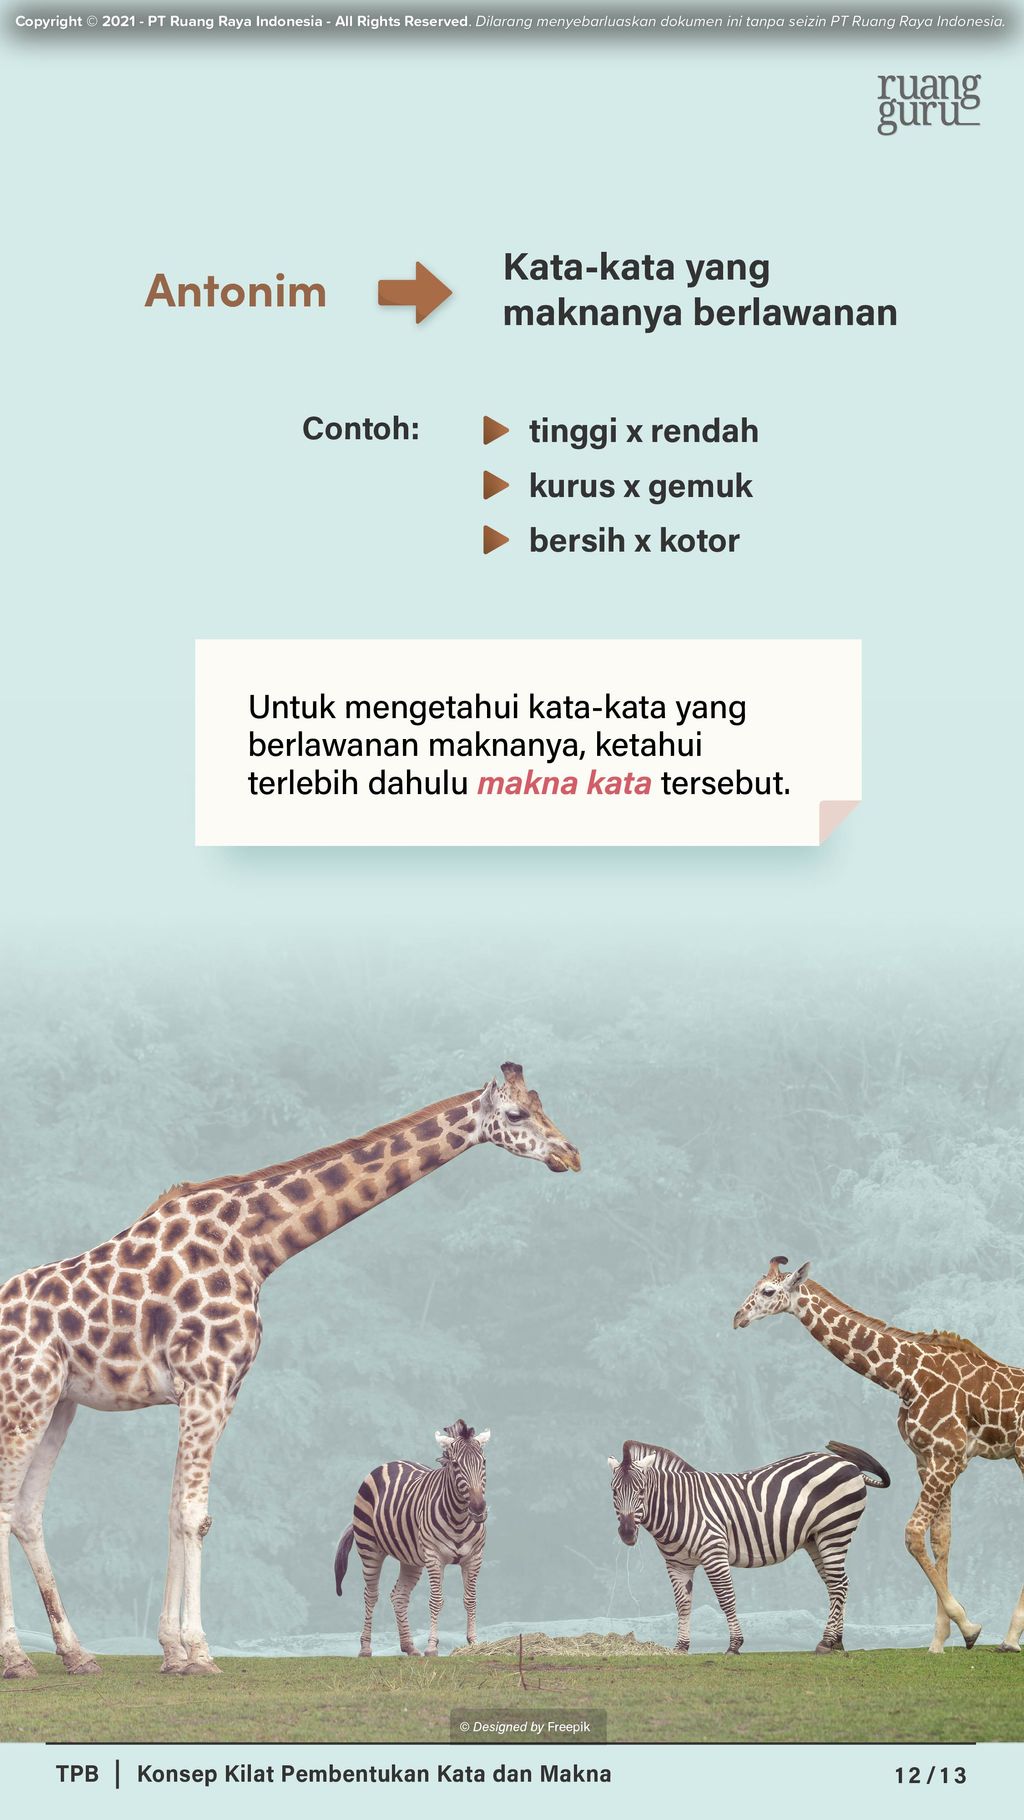 Copyright © 2021 - PT Ruang Raya Indonesia - All Rights Reserved. Dilarang menyebarluaskan dokumen ini tanpa seizin PT Ruang Raya Indonesia.
ruang
guru
Antonim
Kata-kata yang
maknanya berlawanan
Contoh:
tinggi x rendah
kurus x gemuk
bersih x kotor
Untuk mengetahui kata-kata yang
berlawanan maknanya, ketahui
terlebih dahulu makna kata tersebut.
© Designed by Freepik
TPB | Konsep Kilat Pembentukan Kata dan Makna
12/13